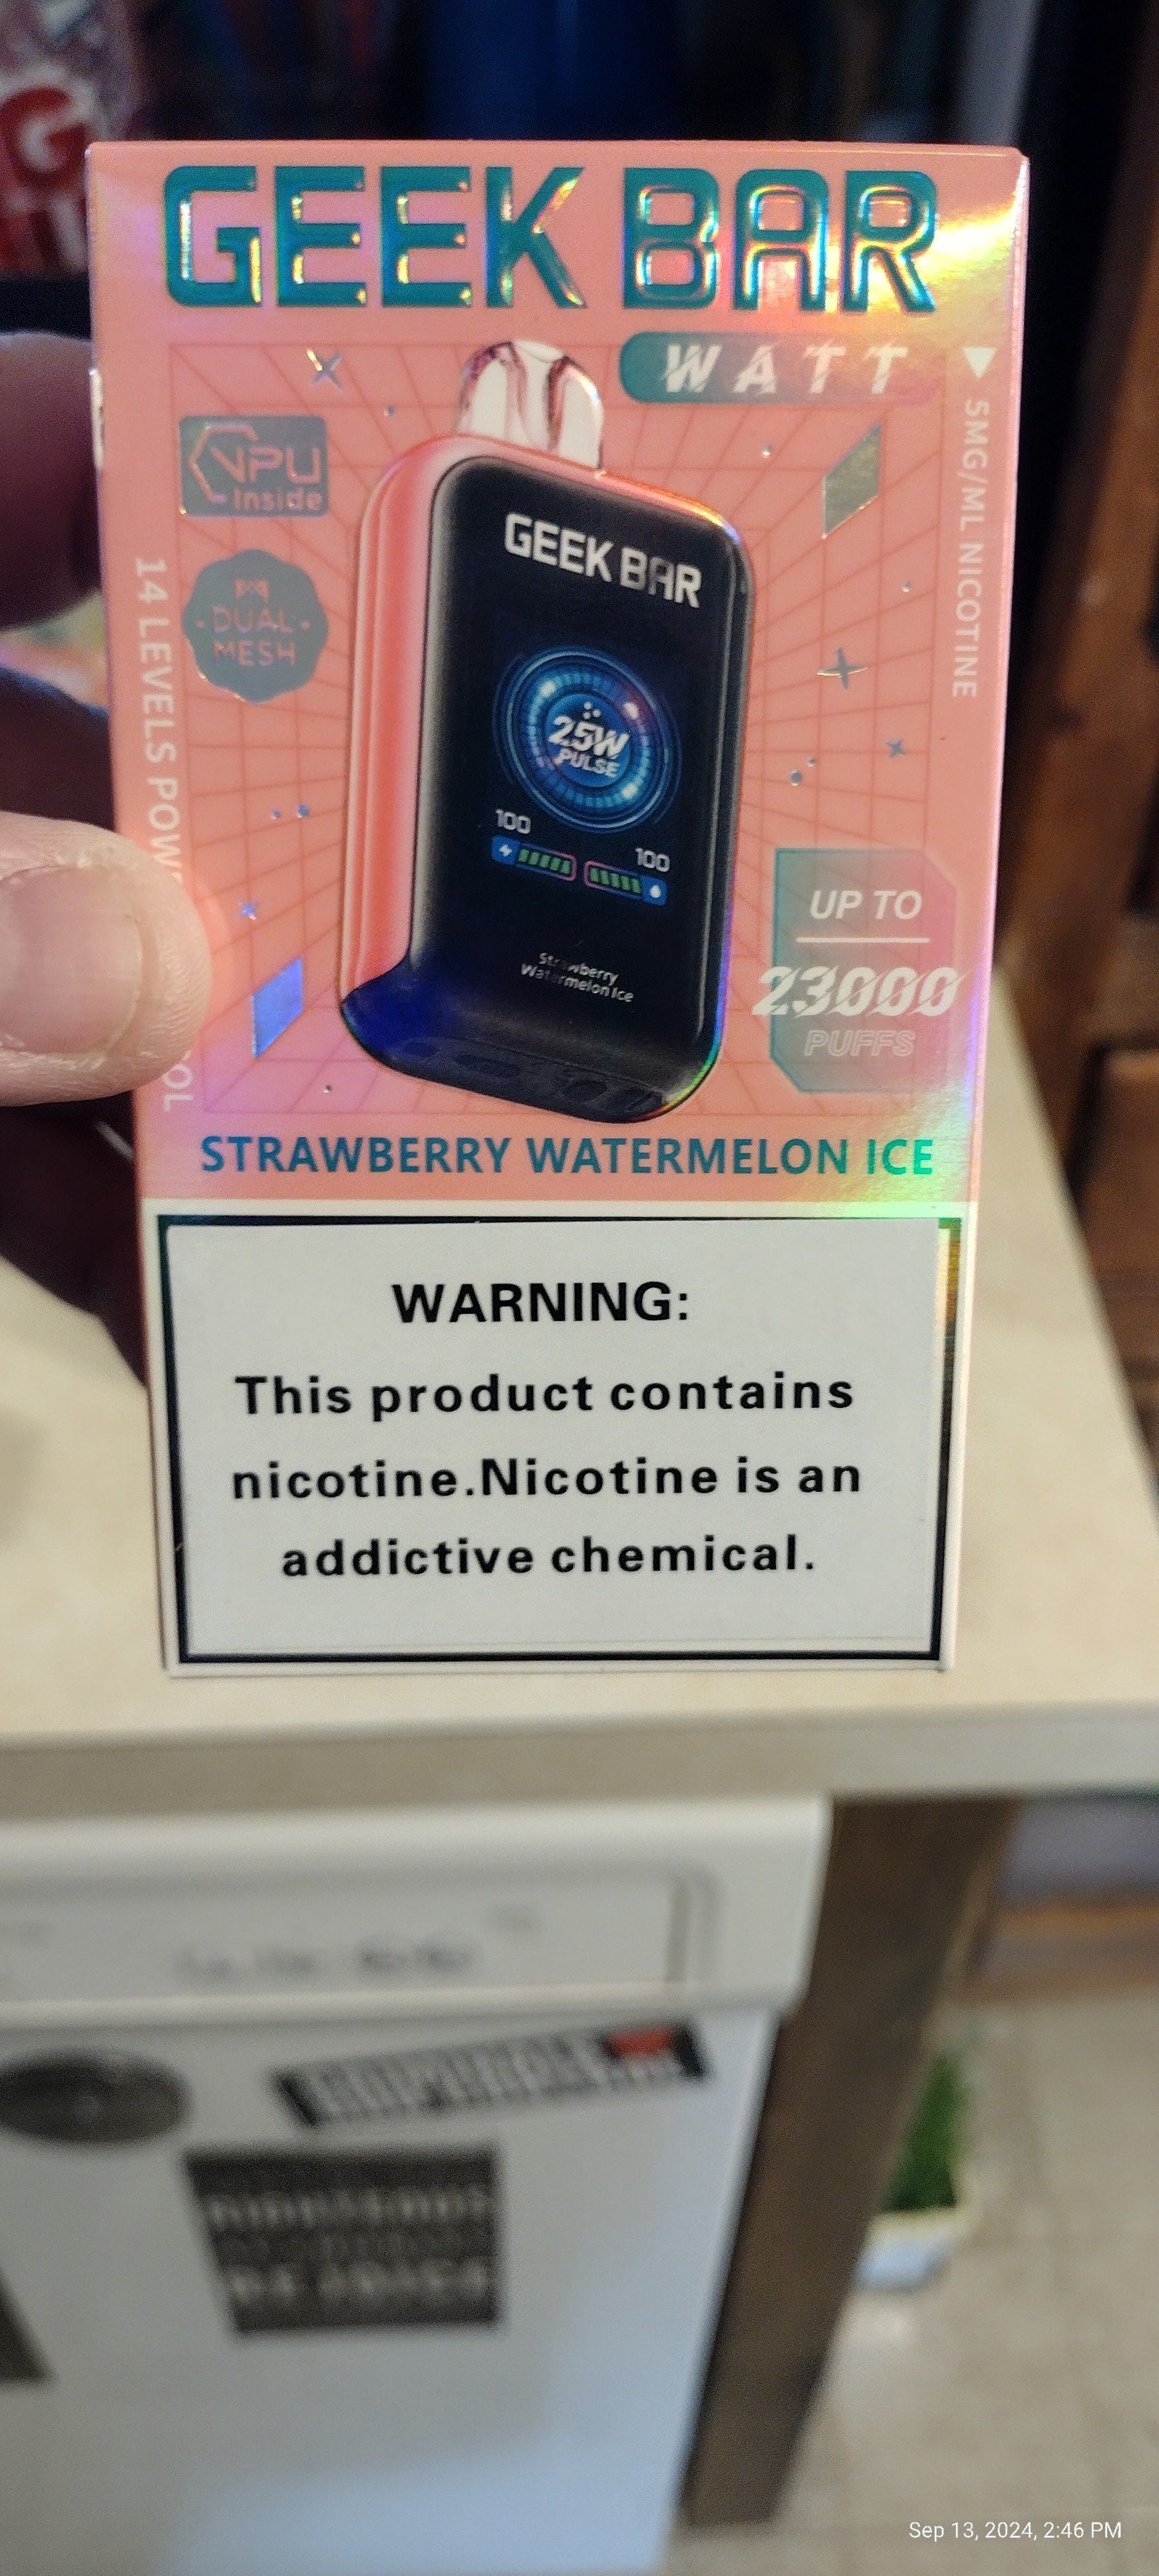 GEEK BAR
WATT
VPU
Inside
DUAL
MESH
14 LEVELS
5MG/ML NICOTINE
GEEK BAR
25W
PULSE
100
100
Strawberry
Watermelon Ice
UP TO
23000
PUFFS
STRAWBERRY WATERMELON ICE
WARNING:
This product contains
nicotine.Nicotine is an
addictive chemical.
Sep 13, 2024, 2:46 PM